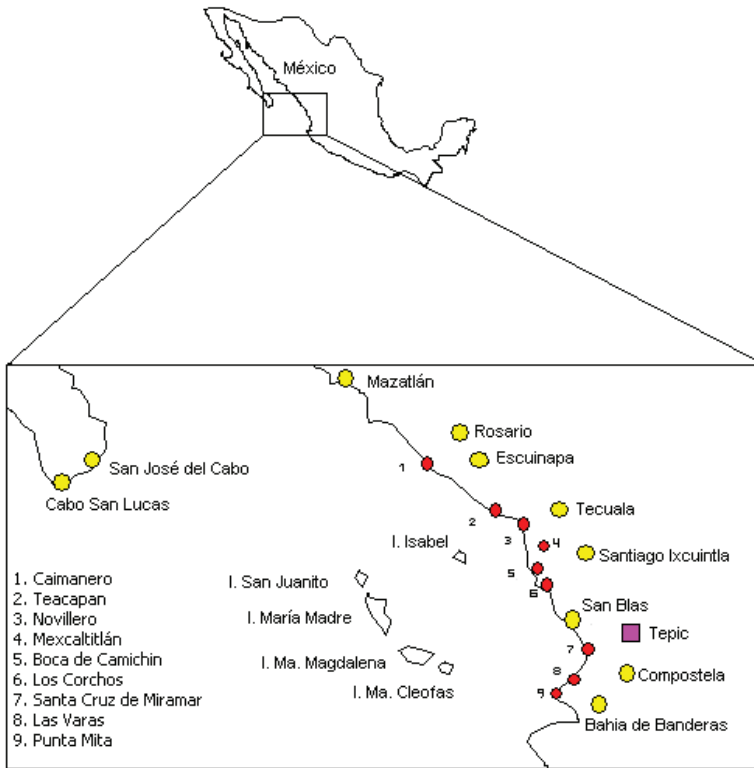 México
Mazatlán
Rosario
Escuinapa
San José del Cabo
Cabo San Lucas
1
2
3
4
5
6
7
8
9
Tecuala
I. Isabel
Santiago Ixcuintla
I. San Juanito
I. María Madre
San Blas
Tepic
I. Ma. Magdalena
I. Ma. Cleofas
Compostela
Bahia de Banderas
1. Caimanero
2. Teacapan
3. Novillero
4. Mexcaltitlán
5. Boca de Camichin
6. Los Corchos
7. Santa Cruz de Miramar
8. Las Varas
9. Punta Mita